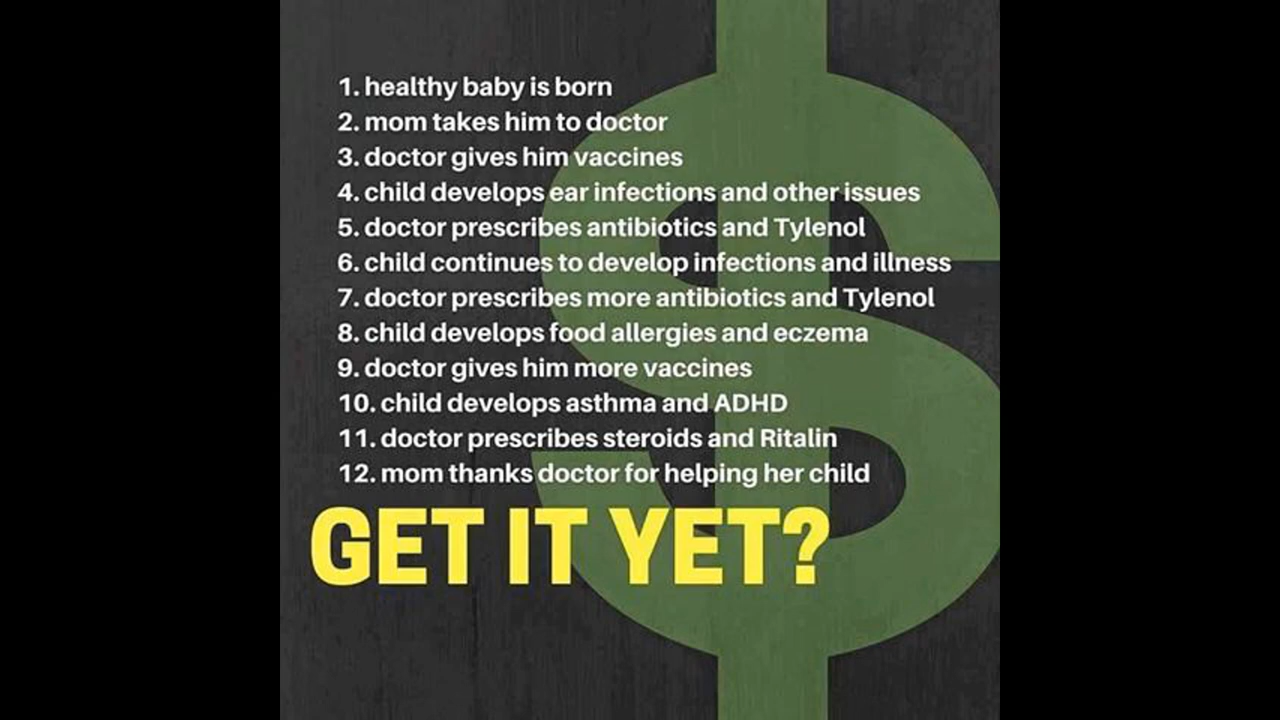 1. healthy baby is born
2. mom takes him to doctor
3. doctor gives him vaccines
4. child develops ear infections and other issues
5. doctor prescribes antibiotics and Tylenol
6. child continues to develop infections and illness
7. doctor prescribes more antibiotics and Tylenol
8. child develops food allergies and eczema
9. doctor gives him more vaccines
10. child develops asthma and ADHD
11. doctor prescribes steroids and Ritalin
12. mom thanks doctor for helping her child
GET IT YET?